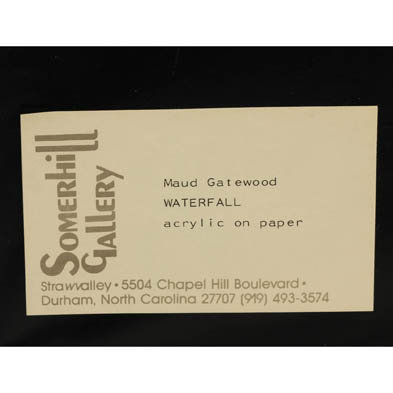 SOMERHILL
GALLERY
Maud Gatewood
WATERFALL
acrylic on paper
Strawvalley • 5504 Chapel Hill Boulevard •
Durham, North Carolina 27707 (919) 493-3574